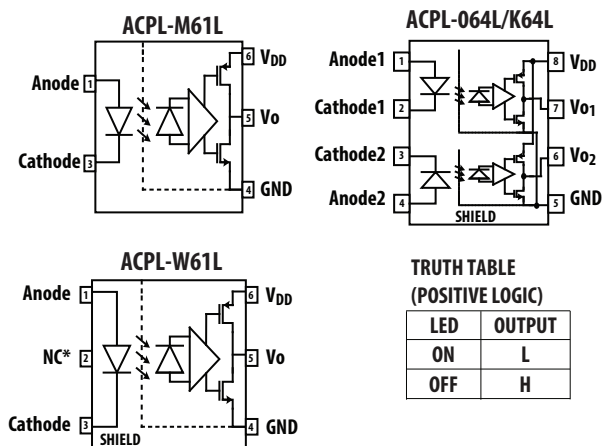 ACPL-M61L
Anode 1
Cathode 3
6 VDD
5 Vo
4 GND
ACPL-064L/K64L
Anode1 1
Cathode1 2
Cathode2 3
Anode2 4
8 VDD
7 Vo1
6 Vo2
5 GND
SHIELD
ACPL-W61L
Anode 1
NC* 2
Cathode 3
6 VDD
5 Vo
4 GND
SHIELD
TRUTH TABLE
(POSITIVE LOGIC)
LED OUTPUT
ON L
OFF H